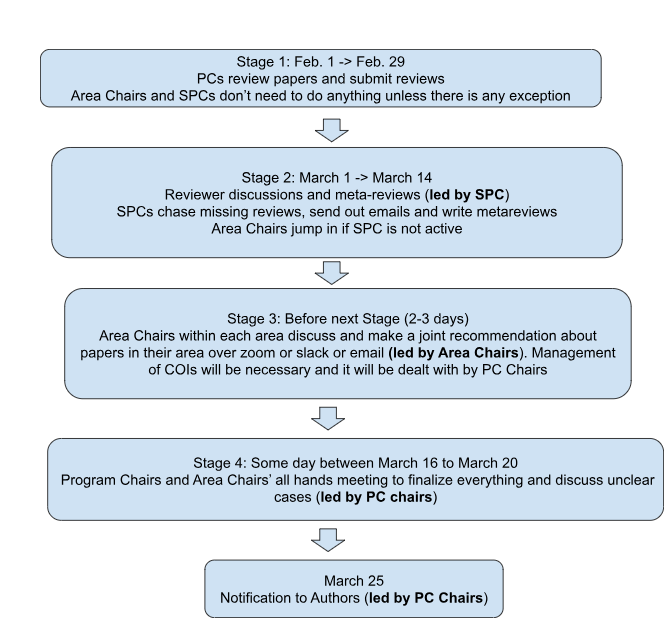 Stage 1: Feb. 1 -> Feb. 29
PCs review papers and submit reviews
Area Chairs and SPCs don't need to do anything unless there is any exception
Stage 2: March 1 -> March 14
Reviewer discussions and meta-reviews (led by SPC)
SPCs chase missing reviews, send out emails and write metareviews
Area Chairs jump in if SPC is not active
Stage 3: Before next Stage (2-3 days)
Area Chairs within each area discuss and make a joint recommendation about
papers in their area over zoom or slack or email (led by Area Chairs). Management
of COIs will be necessary and it will be dealt with by PC Chairs
Stage 4: Some day between March 16 to March 20
Program Chairs and Area Chairs' all hands meeting to finalize everything and discuss unclear
cases (led by PC chairs)
March 25
Notification to Authors (led by PC Chairs)